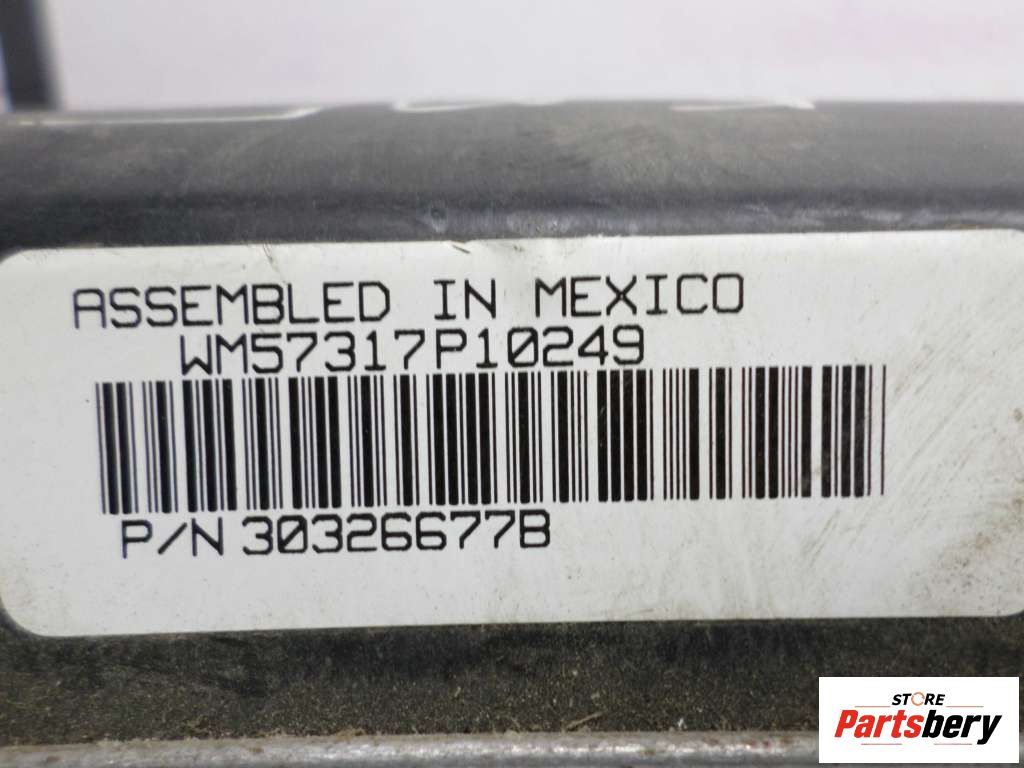 ASSEMBLED IN MEXICO
WM57317P10249
P/N 30326677B
STORE
Partsbery